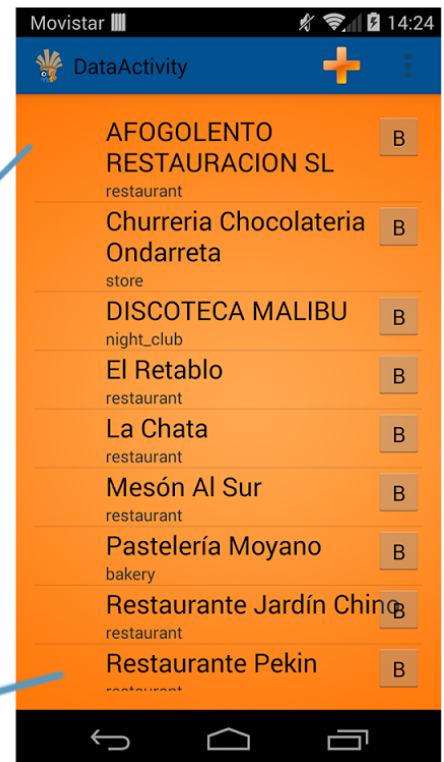 Movistar 14:24
DataActivity
AFOGOLENTO
RESTAURACION SL
B
restaurant
Churreria Chocolateria
Ondarreta
B
store
DISCOTECA MALIBU
B
night_club
El Retablo
B
restaurant
La Chata
B
restaurant
Mesón Al Sur
B
restaurant
Pastelería Moyano
B
bakery
Restaurante Jardín Chino
B
restaurant
Restaurante Pekin
B
restaurant